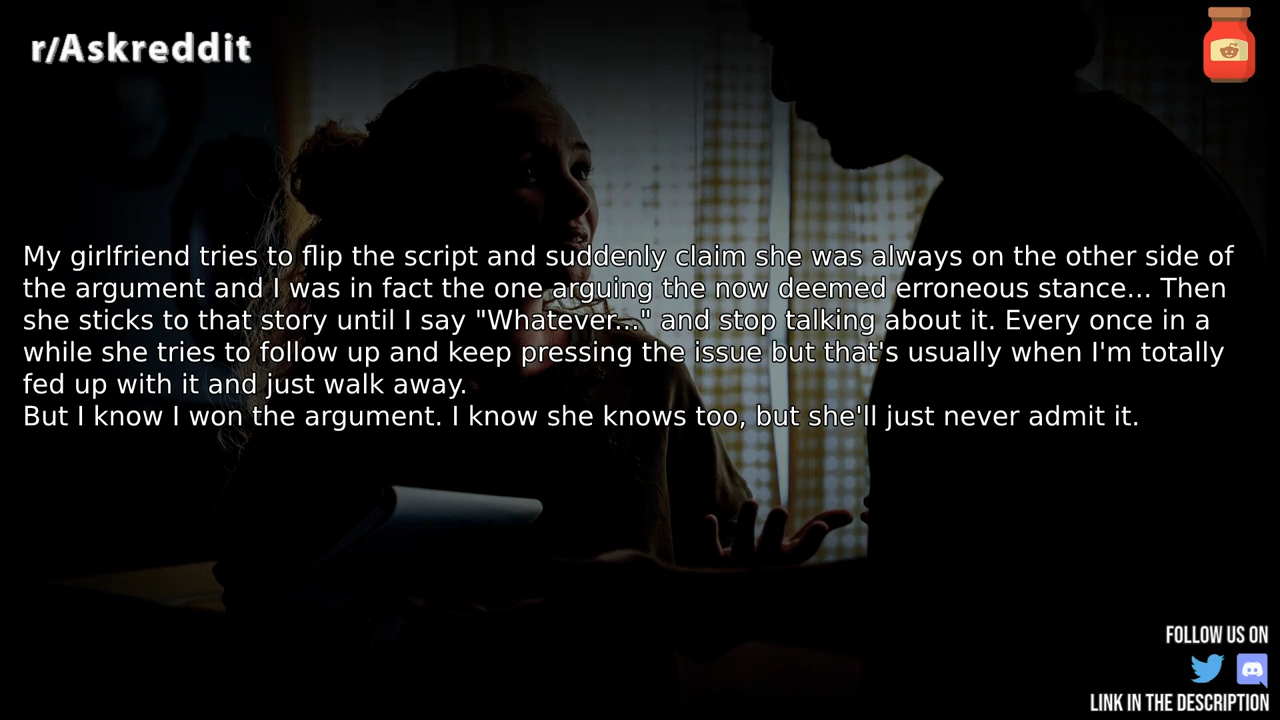 r/Askreddit
My girlfriend tries to flip the script and suddenly claim she was always on the other side of
the argument and I was in fact the one arguing the now deemed erroneous stance... Then
she sticks to that story until I say "Whatever..." and stop talking about it. Every once in a
while she tries to follow up and keep pressing the issue but that's usually when I'm totally
fed up with it and just walk away.
But I know I won the argument. I know she knows too, but she'll just never admit it.
FOLLOW US ON
LINK IN THE DESCRIPTION